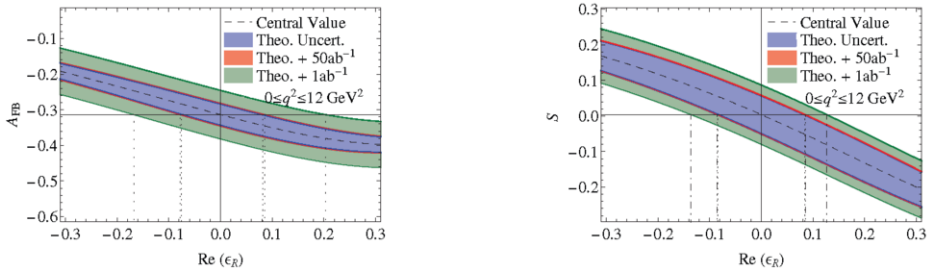 Central Value
Theo. Uncert.
Theo. + 50ab⁻¹
Theo. + 1ab⁻¹
0≤q²≤12 GeV²
−0.1
−0.2
−0.3
−0.4
−0.5
−0.6
A_FB
−0.3 −0.2 −0.1 0.0 0.1 0.2 0.3
Re (ϵ_R)
Central Value
Theo. Uncert.
Theo. + 50ab⁻¹
Theo. + 1ab⁻¹
0≤q²≤12 GeV²
0.2
0.1
0.0
−0.1
−0.2
S
−0.3 −0.2 −0.1 0.0 0.1 0.2 0.3
Re (ϵ_R)